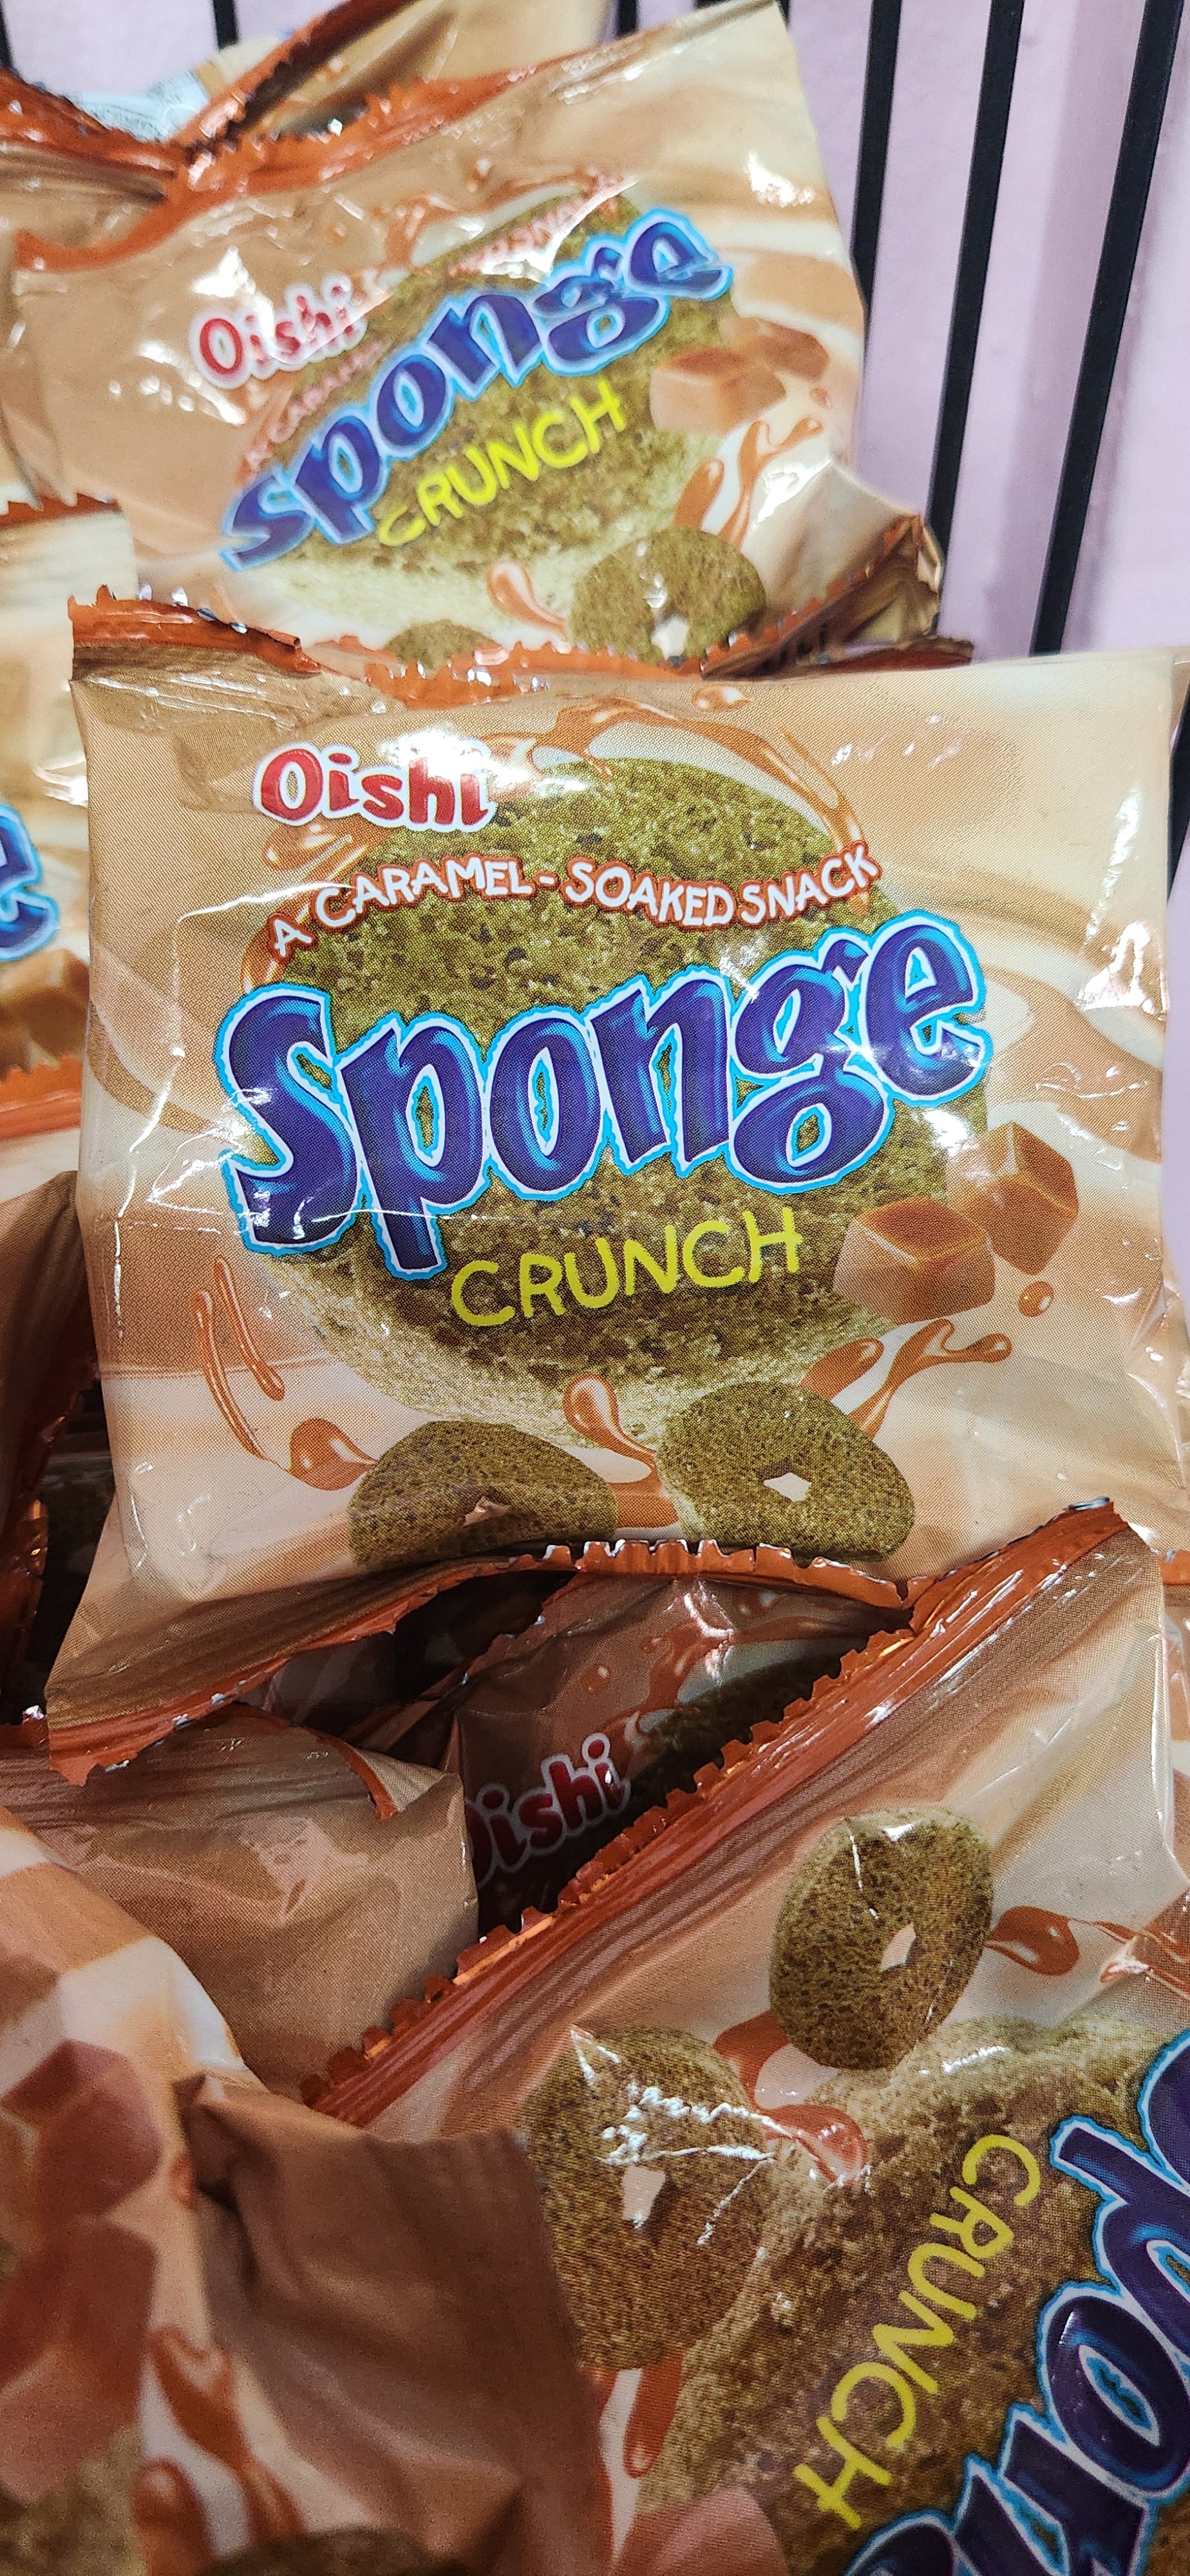 Oishi
Sponge
CRUNCH
Oishi
A CARAMEL-SOAKED SNACK
Sponge
CRUNCH
Oishi
CRUNCH